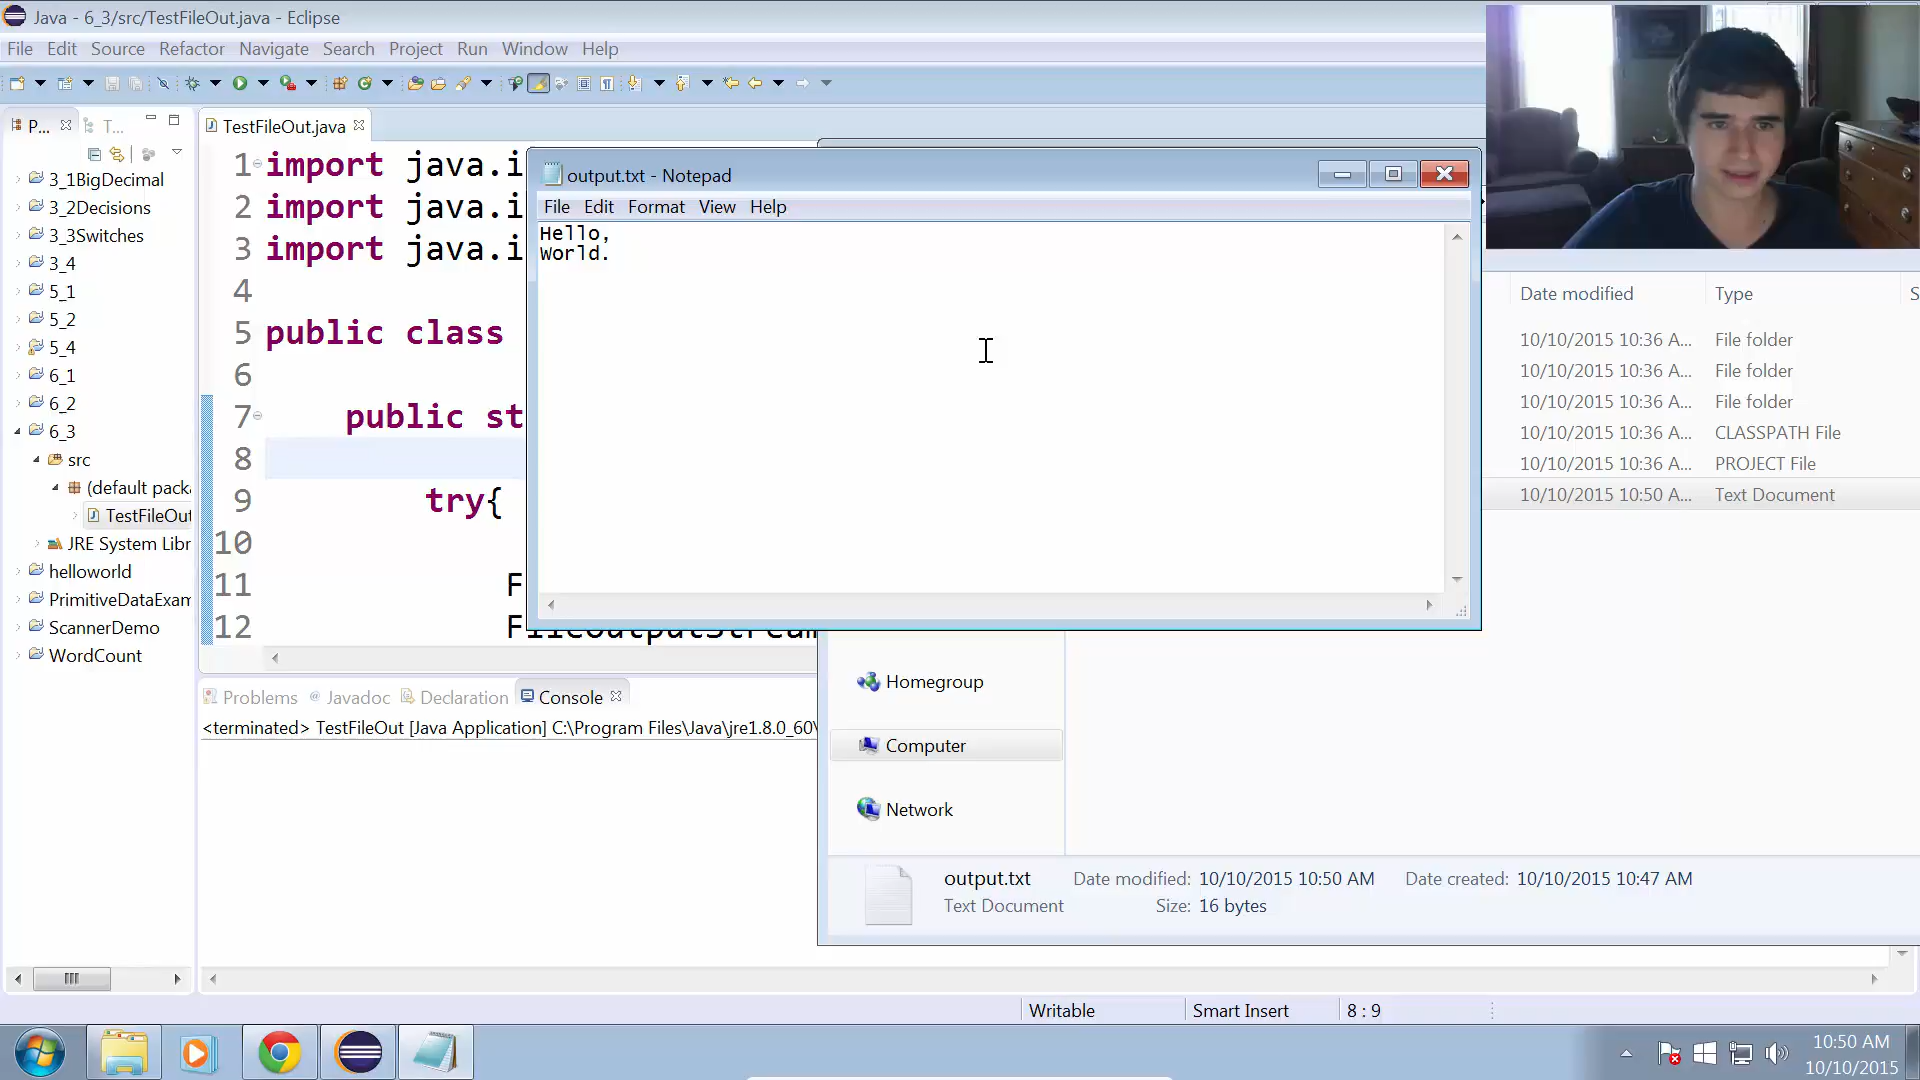 Java - 6_3/src/TestFileOut.java - Eclipse
File Edit Source Refactor Navigate Search Project Run Window Help
P... T...
TestFileOut.java
3_1BigDecimal
3_2Decisions
3_3Switches
3_4
5_1
5_2
5_4
6_1
6_2
6_3
src
(default pack
TestFileOut
JRE System Libr
helloworld
PrimitiveDataExam
ScannerDemo
WordCount
1 import java.i
2 import java.i
3 import java.i
4
5 public class
6
7 public st
8
9 try{
10
11 F
12 FileOutputStream
output.txt - Notepad
File Edit Format View Help
Hello,
World.
Date modified Type S
10/10/2015 10:36 A... File folder
10/10/2015 10:36 A... File folder
10/10/2015 10:36 A... File folder
10/10/2015 10:36 A... CLASSPATH File
10/10/2015 10:36 A... PROJECT File
10/10/2015 10:50 A... Text Document
Problems Javadoc Declaration Console
<terminated> TestFileOut [Java Application] C:\Program Files\Java\jre1.8.0_60\
Homegroup
Computer
Network
output.txt Date modified: 10/10/2015 10:50 AM Date created: 10/10/2015 10:47 AM
Text Document Size: 16 bytes
Writable Smart Insert 8 : 9
10:50 AM
10/10/2015